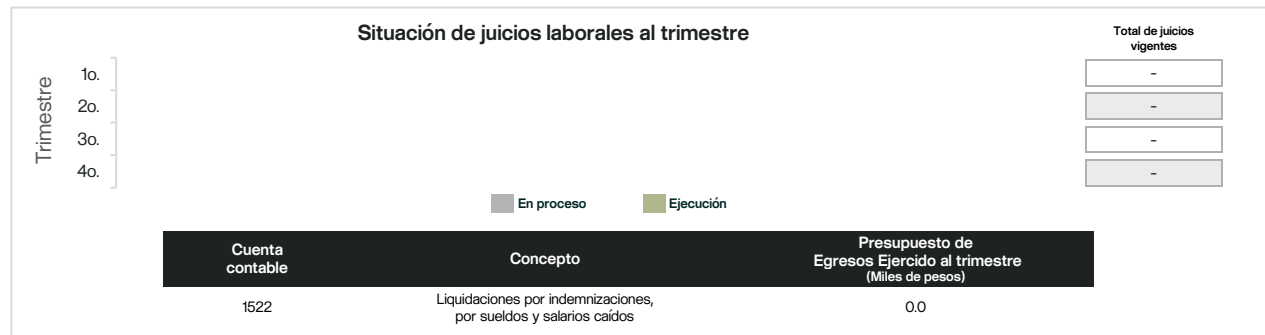 Situación de juicios laborales al trimestre
Total de juicios
vigentes
Trimestre
1o.
-
2o.
-
3o.
-
4o.
-
En proceso
Ejecución
Cuenta
contable
Concepto
Presupuesto de
Egresos Ejercido al trimestre
(Miles de pesos)
1522
Liquidaciones por indemnizaciones,
por sueldos y salarios caídos
0.0